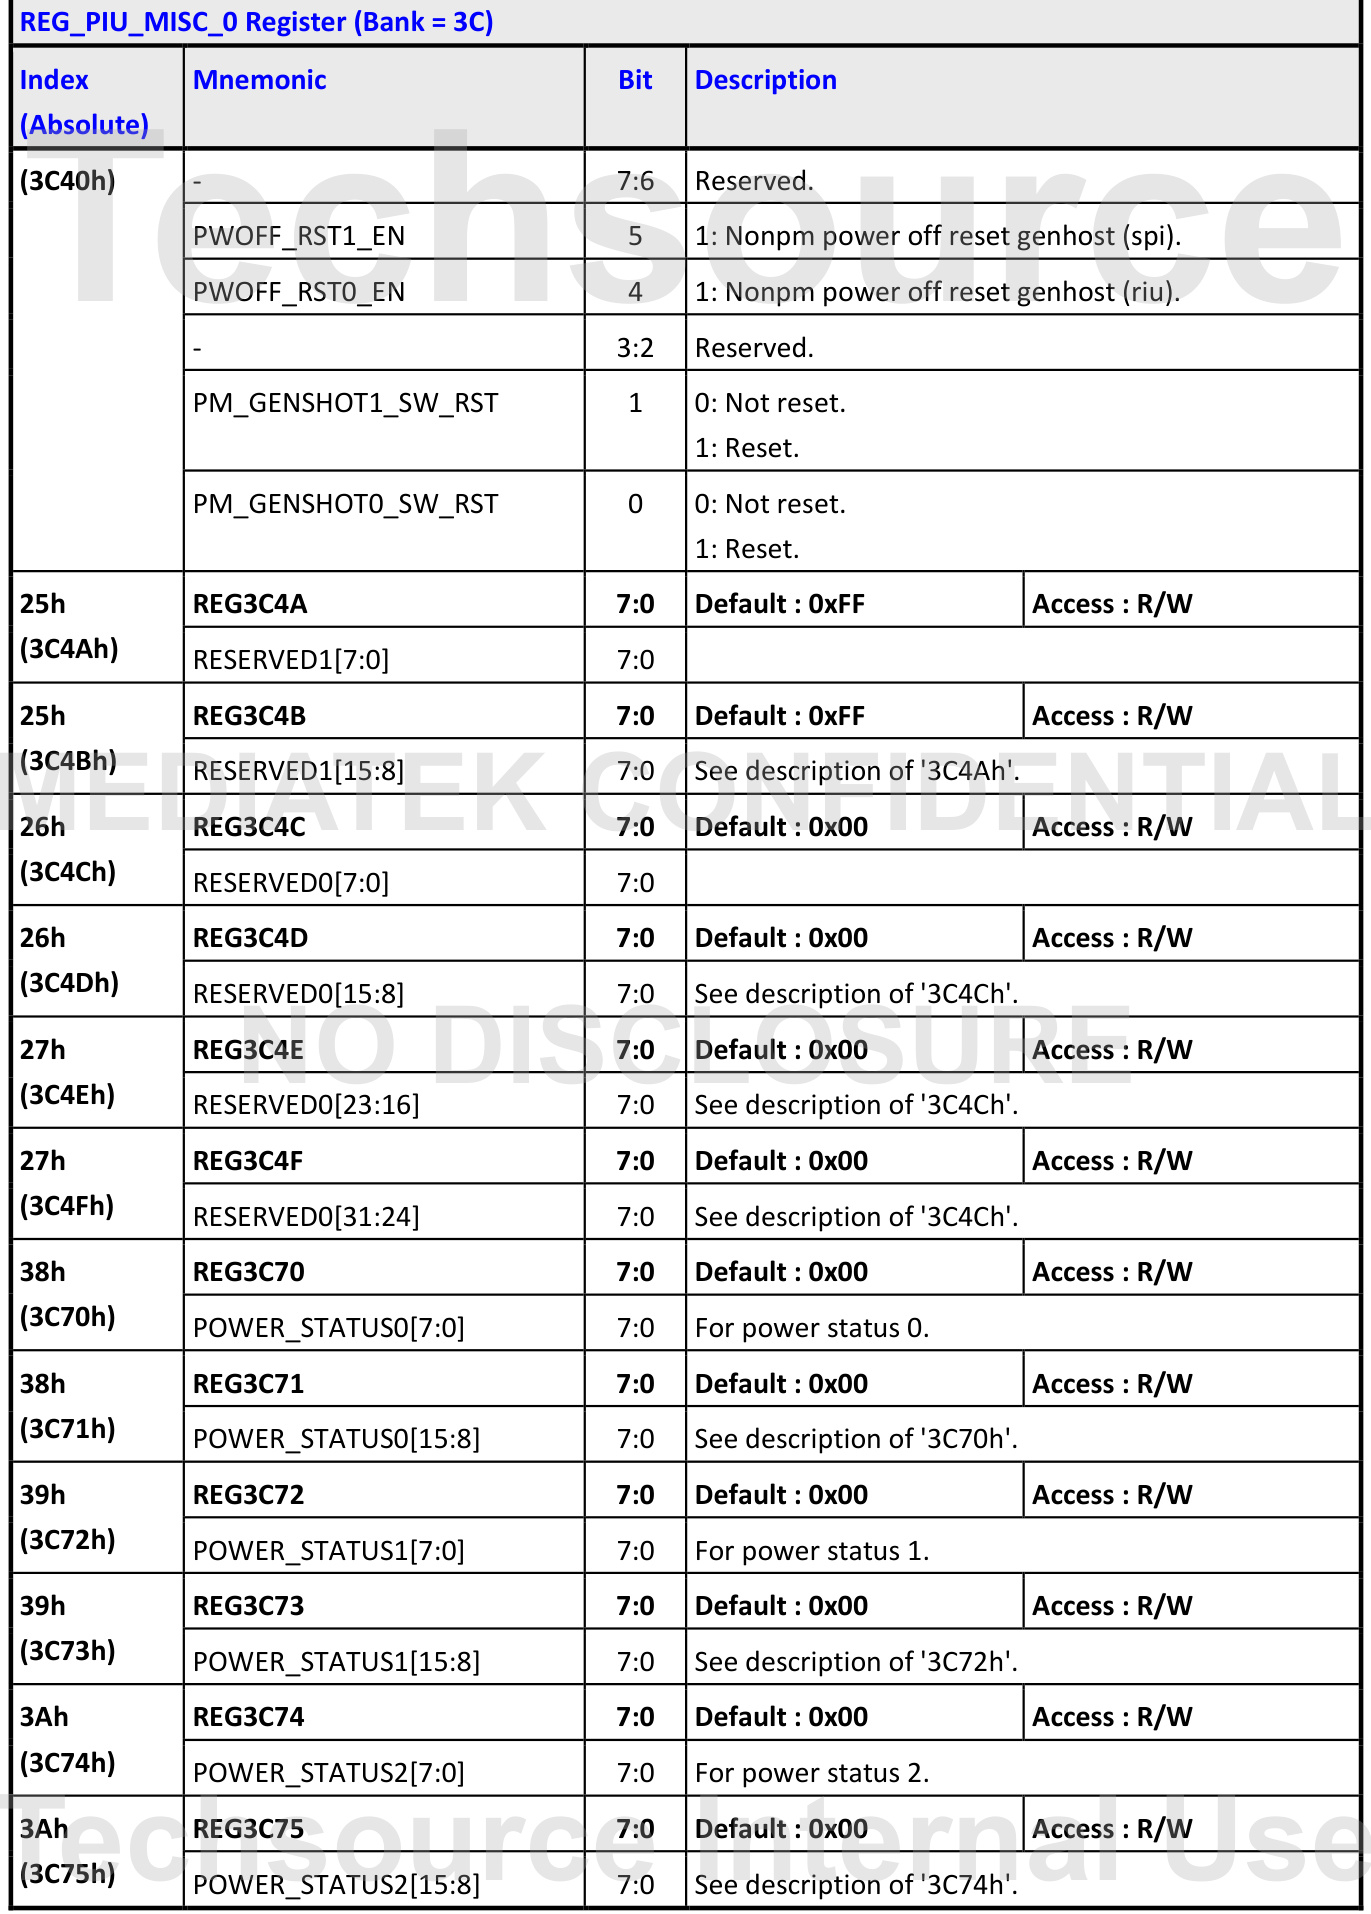 REG_PIU_MISC_0 Register (Bank = 3C)
Index (Absolute) Mnemonic Bit Description
(3C40h) - 7:6 Reserved.
PWOFF_RST1_EN 5 1: Nonpm power off reset genhost (spi).
PWOFF_RST0_EN 4 1: Nonpm power off reset genhost (riu).
- 3:2 Reserved.
PM_GENSHOT1_SW_RST 1 0: Not reset.
1: Reset.
PM_GENSHOT0_SW_RST 0 0: Not reset.
1: Reset.
25h REG3C4A 7:0 Default : 0xFF Access : R/W
(3C4Ah) RESERVED1[7:0] 7:0
25h REG3C4B 7:0 Default : 0xFF Access : R/W
(3C4Bh) RESERVED1[15:8] 7:0 See description of '3C4Ah'.
26h REG3C4C 7:0 Default : 0x00 Access : R/W
(3C4Ch) RESERVED0[7:0] 7:0
26h REG3C4D 7:0 Default : 0x00 Access : R/W
(3C4Dh) RESERVED0[15:8] 7:0 See description of '3C4Ch'.
27h REG3C4E 7:0 Default : 0x00 Access : R/W
(3C4Eh) RESERVED0[23:16] 7:0 See description of '3C4Ch'.
27h REG3C4F 7:0 Default : 0x00 Access : R/W
(3C4Fh) RESERVED0[31:24] 7:0 See description of '3C4Ch'.
38h REG3C70 7:0 Default : 0x00 Access : R/W
(3C70h) POWER_STATUS0[7:0] 7:0 For power status 0.
38h REG3C71 7:0 Default : 0x00 Access : R/W
(3C71h) POWER_STATUS0[15:8] 7:0 See description of '3C70h'.
39h REG3C72 7:0 Default : 0x00 Access : R/W
(3C72h) POWER_STATUS1[7:0] 7:0 For power status 1.
39h REG3C73 7:0 Default : 0x00 Access : R/W
(3C73h) POWER_STATUS1[15:8] 7:0 See description of '3C72h'.
3Ah REG3C74 7:0 Default : 0x00 Access : R/W
(3C74h) POWER_STATUS2[7:0] 7:0 For power status 2.
3Ah REG3C75 7:0 Default : 0x00 Access : R/W
(3C75h) POWER_STATUS2[15:8] 7:0 See description of '3C74h'.
Techsource
MEDIATEK CONFIDENTIAL
NO DISCLOSURE
Techsource Internal Use